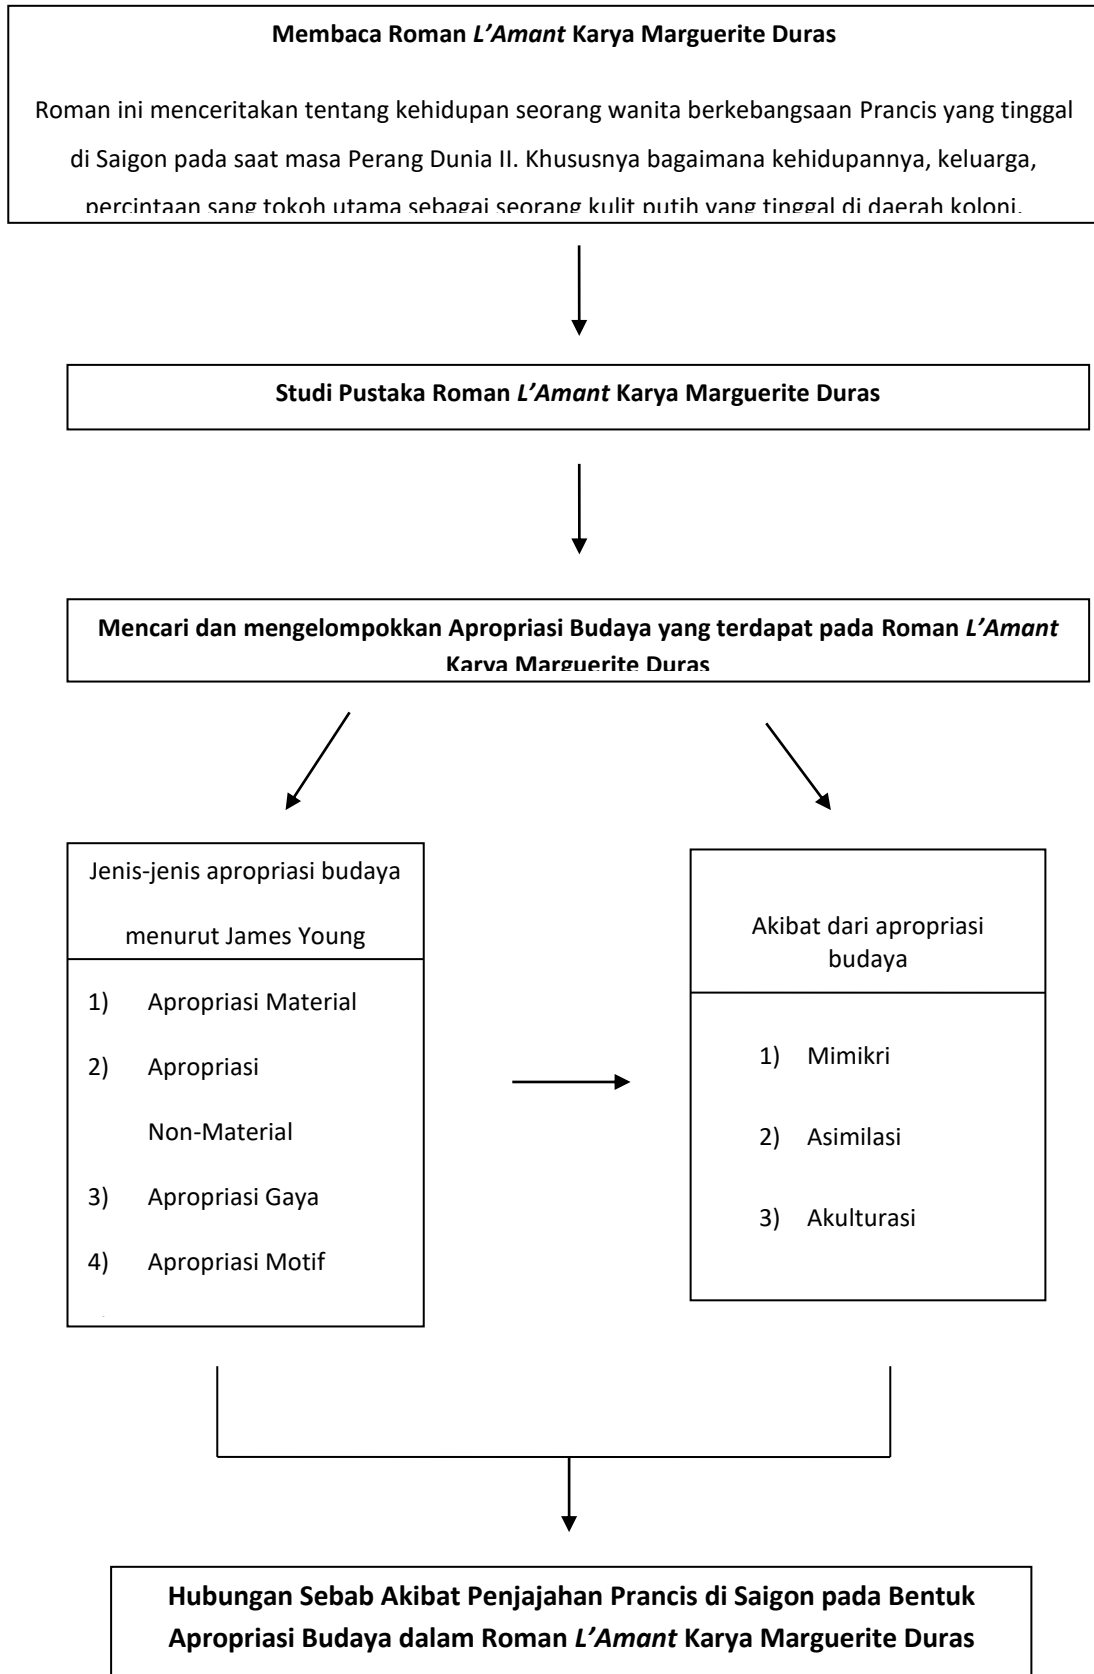 Membaca Roman L’Amant Karya Marguerite Duras
Roman ini menceritakan tentang kehidupan seorang wanita berkebangsaan Prancis yang tinggal
di Saigon pada saat masa Perang Dunia II. Khususnya bagaimana kehidupannya, keluarga,
percintaan sang tokoh utama sebagai seorang kulit putih yang tinggal di daerah koloni.
Studi Pustaka Roman L’Amant Karya Marguerite Duras
Mencari dan mengelompokkan Apropriasi Budaya yang terdapat pada Roman L’Amant
Karya Marguerite Duras
Jenis-jenis apropriasi budaya
menurut James Young
1) Apropriasi Material
2) Apropriasi
Non-Material
3) Apropriasi Gaya
4) Apropriasi Motif
Akibat dari apropriasi
budaya
1) Mimikri
2) Asimilasi
3) Akulturasi
Hubungan Sebab Akibat Penjajahan Prancis di Saigon pada Bentuk
Apropriasi Budaya dalam Roman L’Amant Karya Marguerite Duras